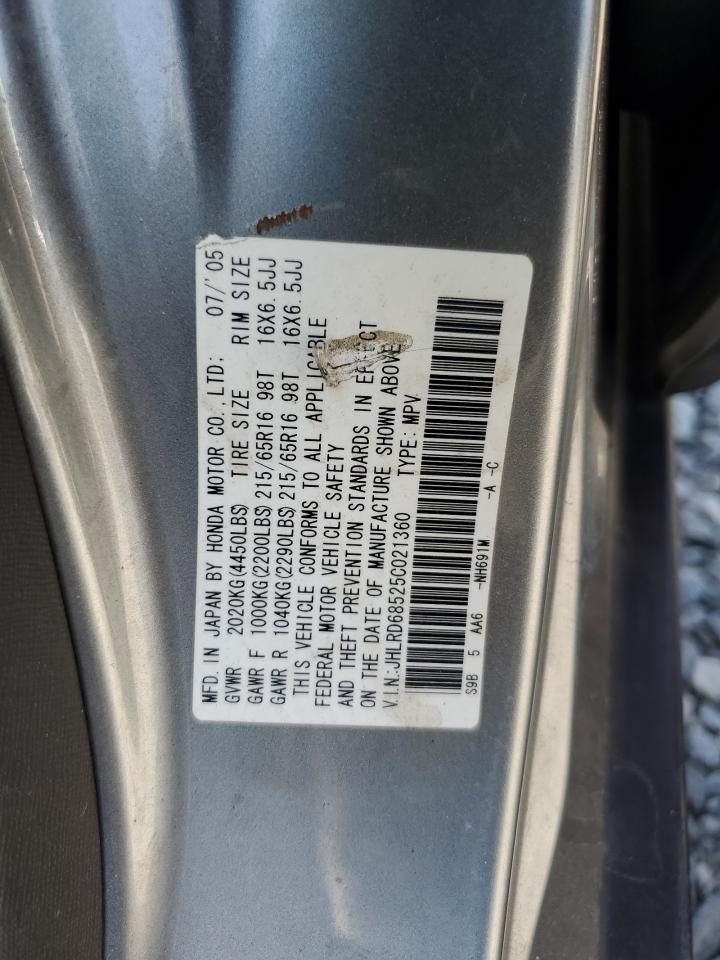 MFD. IN JAPAN BY HONDA MOTOR CO., LTD; 07/'05
GVWR 2020KG(4450LBS) TIRE SIZE RIM SIZE
GAWR F 1000KG(2200LBS) 215/65R16 98T 16X6.5JJ
GAWR R 1040KG(2290LBS) 215/65R16 98T 16X6.5JJ
THIS VEHICLE CONFORMS TO ALL APPLICABLE
FEDERAL MOTOR VEHICLE SAFETY
AND THEFT PREVENTION STANDARDS IN EFFECT
ON THE DATE OF MANUFACTURE SHOWN ABOVE
V.I.N.:JHLRD68525C021360 TYPE: MPV
S9B 5 AA6 -NH691M -A -C